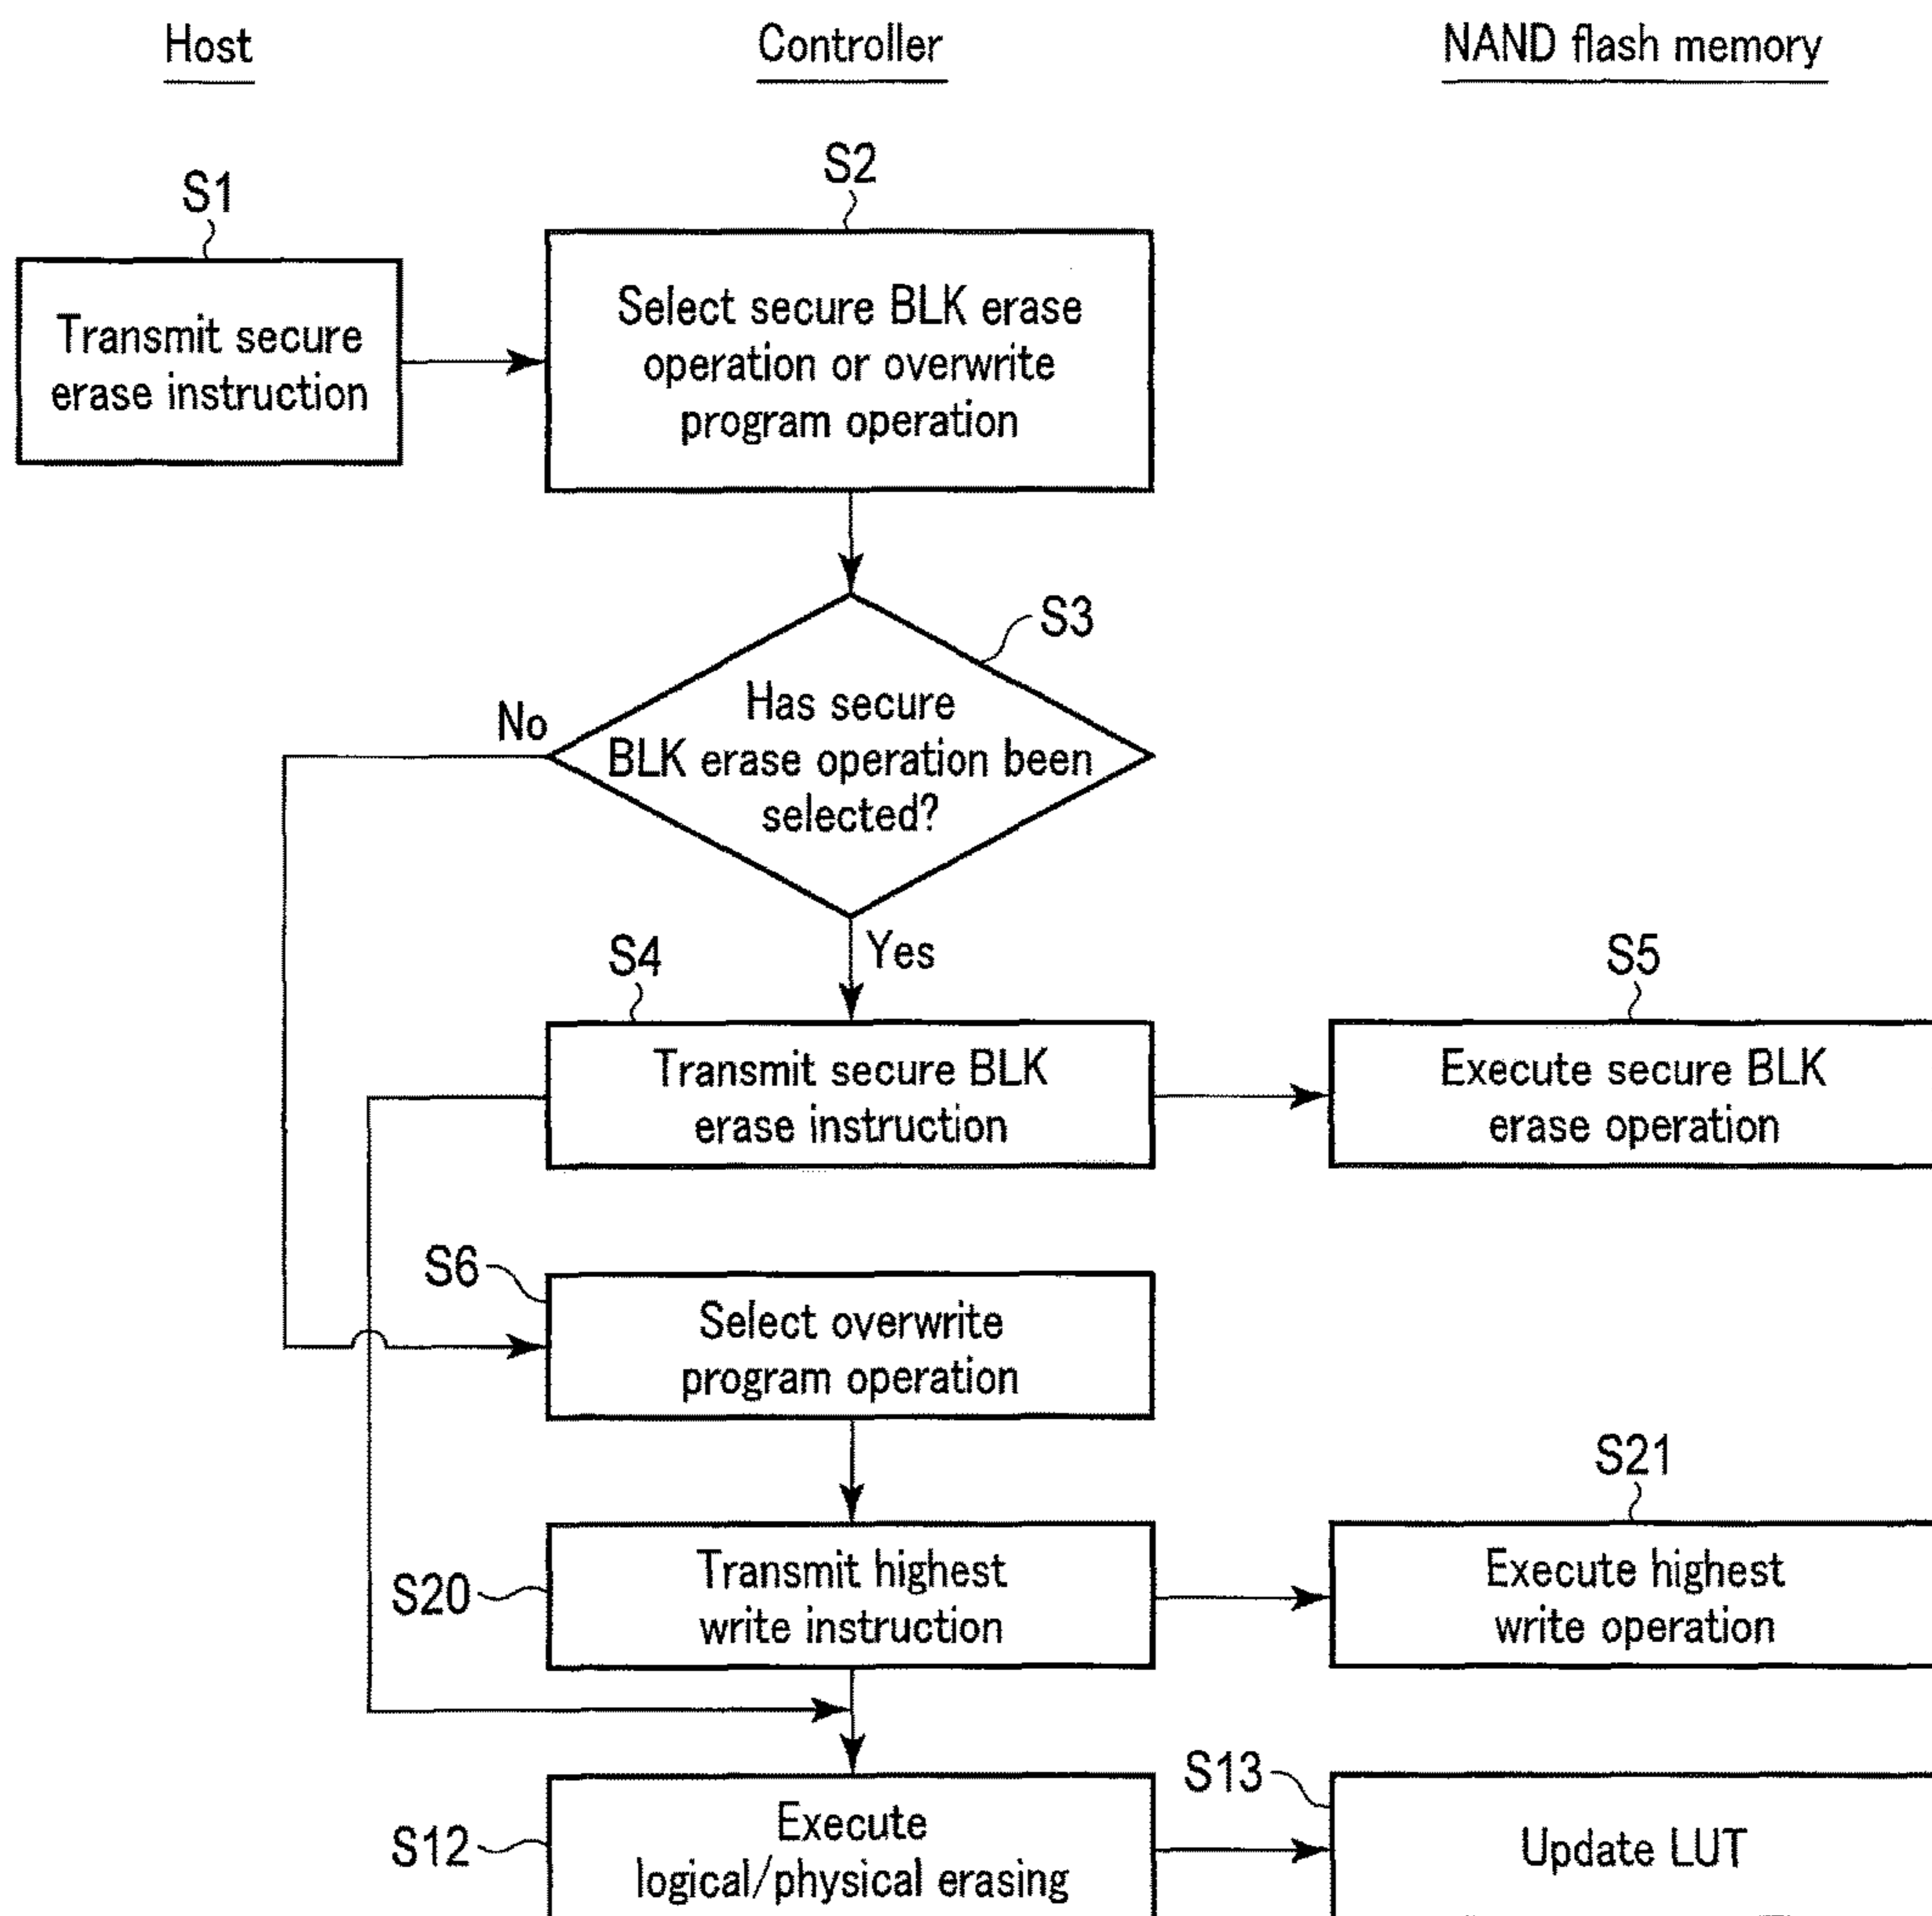 Host
Controller
NAND flash memory
S1
S2
Transmit secure
erase instruction
Select secure BLK erase
operation or overwrite
program operation
S3
No
Has secure
BLK erase operation been
selected?
Yes
S4
S5
Transmit secure BLK
erase instruction
Execute secure BLK
erase operation
S6
Select overwrite
program operation
S21
S20
Transmit highest
write instruction
Execute highest
write operation
S13
S12
Execute
logical/physical erasing
Update LUT